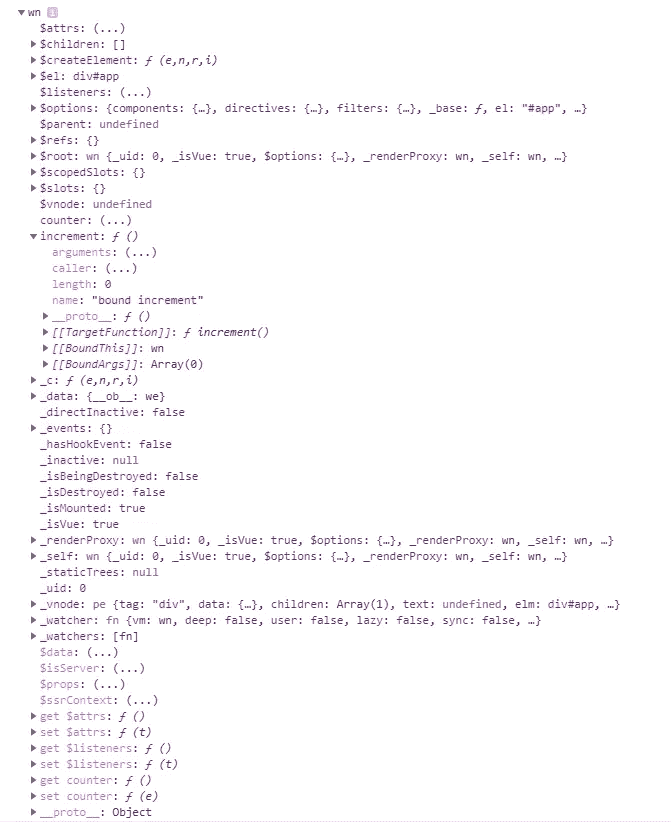 wn i
$attrs: (...)
$children: []
$createElement: ƒ (e,n,r,i)
$el: div#app
$listeners: (...)
$options: {components: {…}, directives: {…}, filters: {…}, _base: ƒ, el: "#app", …}
$parent: undefined
$refs: {}
$root: wn {_uid: 0, _isVue: true, $options: {…}, _renderProxy: wn, _self: wn, …}
$scopedSlots: {}
$slots: {}
$vnode: undefined
counter: (...)
increment: ƒ ()
arguments: (...)
caller: (...)
length: 0
name: "bound increment"
__proto__: ƒ ()
[[TargetFunction]]: ƒ increment()
[[BoundThis]]: wn
[[BoundArgs]]: Array(0)
_c: ƒ (e,n,r,i)
_data: {__ob__: we}
_directInactive: false
_events: {}
_hasHookEvent: false
_inactive: null
_isBeingDestroyed: false
_isDestroyed: false
_isMounted: true
_isVue: true
_renderProxy: wn {_uid: 0, _isVue: true, $options: {…}, _renderProxy: wn, _self: wn, …}
_self: wn {_uid: 0, _isVue: true, $options: {…}, _renderProxy: wn, _self: wn, …}
_staticTrees: null
_uid: 0
_vnode: pe {tag: "div", data: {…}, children: Array(1), text: undefined, elm: div#app, …}
_watcher: fn {vm: wn, deep: false, user: false, lazy: false, sync: false, …}
_watchers: [fn]
$data: (...)
$isServer: (...)
$props: (...)
$ssrContext: (...)
get $attrs: ƒ ()
set $attrs: ƒ (t)
get $listeners: ƒ ()
set $listeners: ƒ (t)
get counter: ƒ ()
set counter: ƒ (e)
__proto__: Object